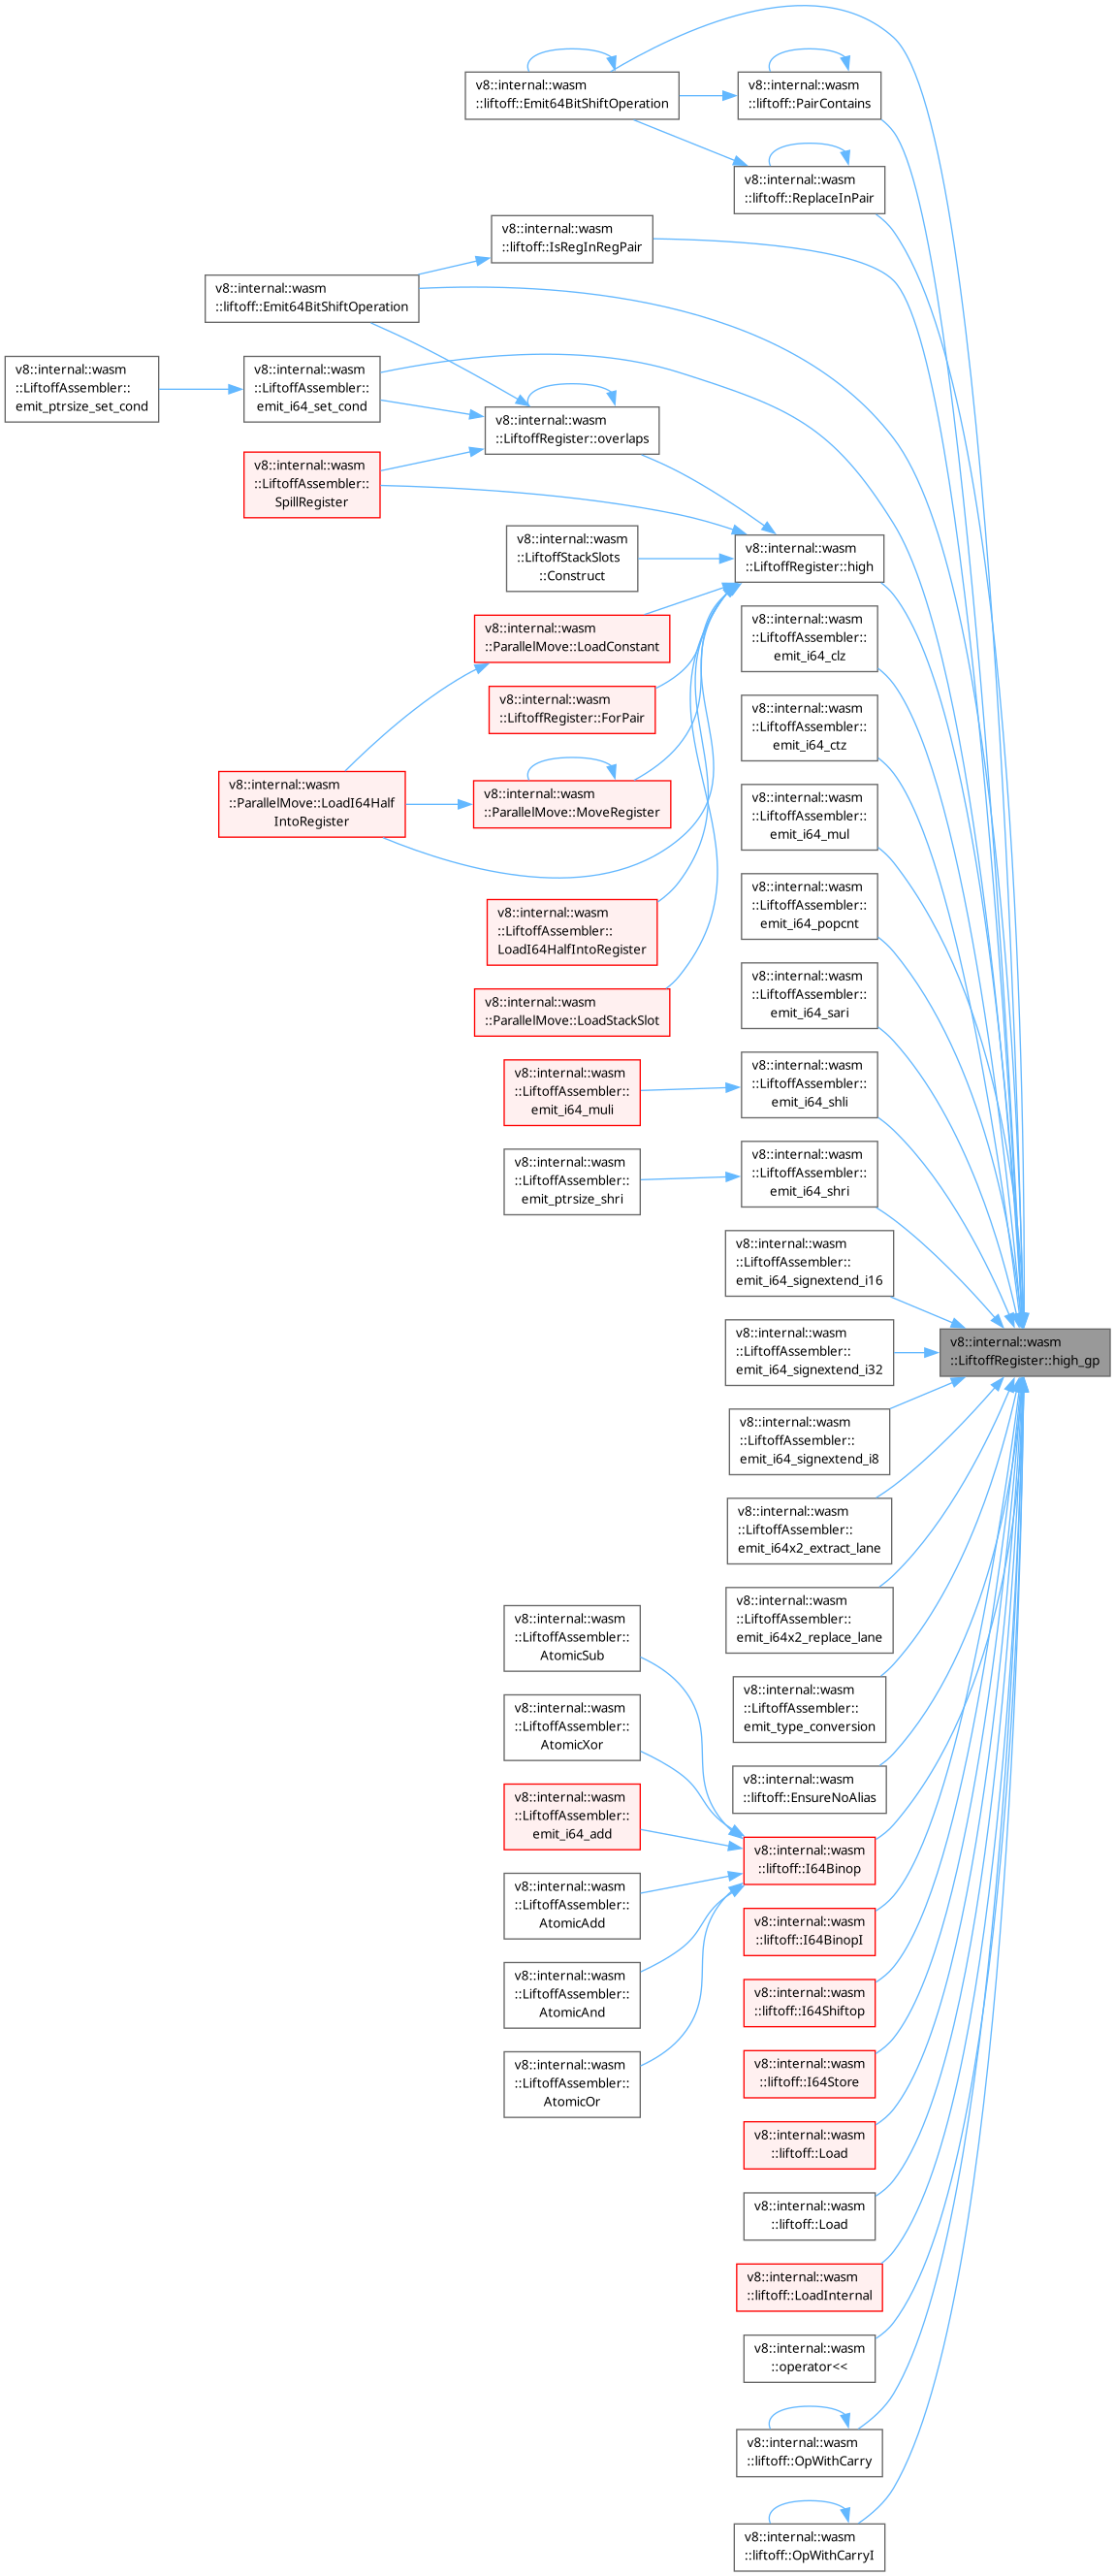 v8::internal::wasm
::liftoff::Emit64BitShiftOperation
v8::internal::wasm
::liftoff::PairContains
v8::internal::wasm
::liftoff::ReplaceInPair
v8::internal::wasm
::liftoff::IsRegInRegPair
v8::internal::wasm
::liftoff::Emit64BitShiftOperation
v8::internal::wasm
::LiftoffAssembler::
emit_ptrsize_set_cond
v8::internal::wasm
::LiftoffAssembler::
emit_i64_set_cond
v8::internal::wasm
::LiftoffRegister::overlaps
v8::internal::wasm
::LiftoffAssembler::
SpillRegister
v8::internal::wasm
::LiftoffStackSlots
::Construct
v8::internal::wasm
::LiftoffRegister::high
v8::internal::wasm
::ParallelMove::LoadConstant
v8::internal::wasm
::LiftoffAssembler::
emit_i64_clz
v8::internal::wasm
::LiftoffRegister::ForPair
v8::internal::wasm
::LiftoffAssembler::
emit_i64_ctz
v8::internal::wasm
::ParallelMove::LoadI64Half
IntoRegister
v8::internal::wasm
::ParallelMove::MoveRegister
v8::internal::wasm
::LiftoffAssembler::
emit_i64_mul
v8::internal::wasm
::LiftoffAssembler::
LoadI64HalfIntoRegister
v8::internal::wasm
::LiftoffAssembler::
emit_i64_popcnt
v8::internal::wasm
::ParallelMove::LoadStackSlot
v8::internal::wasm
::LiftoffAssembler::
emit_i64_sari
v8::internal::wasm
::LiftoffAssembler::
emit_i64_muli
v8::internal::wasm
::LiftoffAssembler::
emit_i64_shli
v8::internal::wasm
::LiftoffAssembler::
emit_ptrsize_shri
v8::internal::wasm
::LiftoffAssembler::
emit_i64_shri
v8::internal::wasm
::LiftoffAssembler::
emit_i64_signextend_i16
v8::internal::wasm
::LiftoffAssembler::
emit_i64_signextend_i32
v8::internal::wasm
::LiftoffRegister::high_gp
v8::internal::wasm
::LiftoffAssembler::
emit_i64_signextend_i8
v8::internal::wasm
::LiftoffAssembler::
emit_i64x2_extract_lane
v8::internal::wasm
::LiftoffAssembler::
emit_i64x2_replace_lane
v8::internal::wasm
::LiftoffAssembler::
AtomicSub
v8::internal::wasm
::LiftoffAssembler::
emit_type_conversion
v8::internal::wasm
::LiftoffAssembler::
AtomicXor
v8::internal::wasm
::liftoff::EnsureNoAlias
v8::internal::wasm
::LiftoffAssembler::
emit_i64_add
v8::internal::wasm
::liftoff::I64Binop
v8::internal::wasm
::LiftoffAssembler::
AtomicAdd
v8::internal::wasm
::liftoff::I64BinopI
v8::internal::wasm
::LiftoffAssembler::
AtomicAnd
v8::internal::wasm
::liftoff::I64Shiftop
v8::internal::wasm
::LiftoffAssembler::
AtomicOr
v8::internal::wasm
::liftoff::I64Store
v8::internal::wasm
::liftoff::Load
v8::internal::wasm
::liftoff::Load
v8::internal::wasm
::liftoff::LoadInternal
v8::internal::wasm
::operator<<
v8::internal::wasm
::liftoff::OpWithCarry
v8::internal::wasm
::liftoff::OpWithCarryI